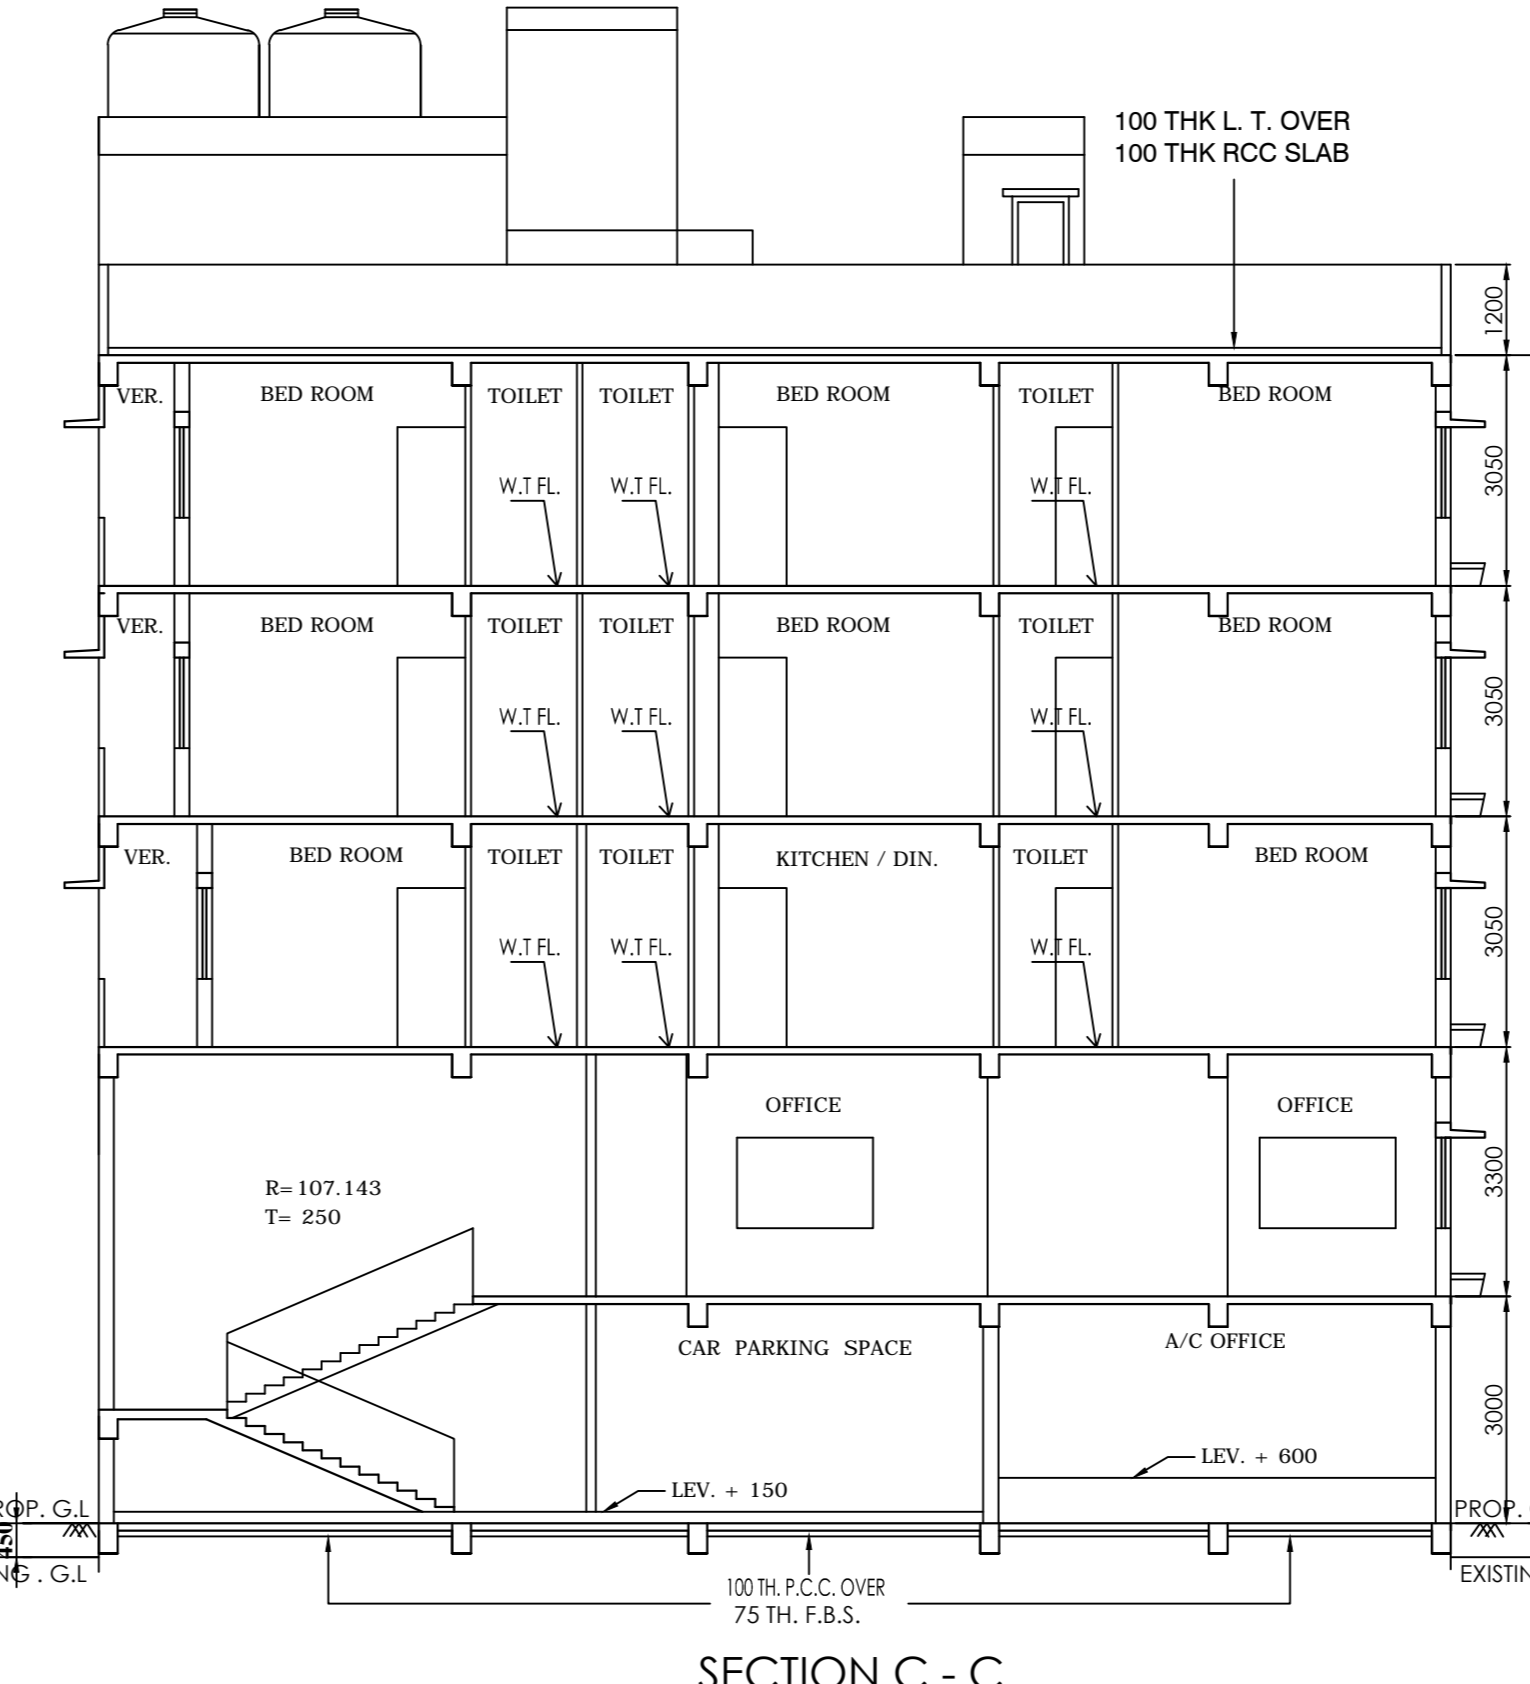 100 THK L. T. OVER
100 THK RCC SLAB
1200
VER. BED ROOM TOILET TOILET BED ROOM TOILET BED ROOM
3050
W.T FL. W.T FL. W.T FL.
VER. BED ROOM TOILET TOILET BED ROOM TOILET BED ROOM
3050
W.T FL. W.T FL. W.T FL.
VER. BED ROOM TOILET TOILET KITCHEN / DIN. TOILET BED ROOM
3050
W.T FL. W.T FL. W.T FL.
OFFICE OFFICE
3300
R= 107.143
T= 250
CAR PARKING SPACE A/C OFFICE
3000
LEV. + 600
LEV. + 150
ROP. G.L PROP.
450
NG . G.L EXISTIN
100 TH. P.C.C. OVER
75 TH. F.B.S.
SECTION C - C